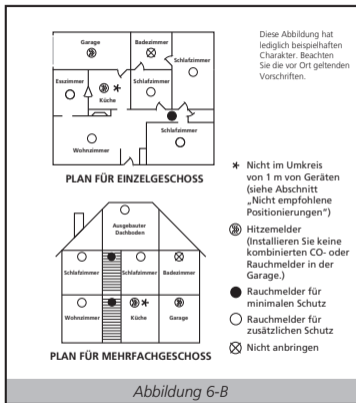 Garage
Badezimmer
Schlafzimmer
Esszimmer
Küche
*
Schlafzimmer
Wohnzimmer
Schlafzimmer
PLAN FÜR EINZELGESCHOSS
Diese Abbildung hat
lediglich beispielhaften
Charakter. Beachten
Sie die vor Ort geltenden
Vorschriften.
Ausgebauter
Dachboden
Schlafzimmer
Schlafzimmer
Badezimmer
Wohnzimmer
Küche
*
Garage
PLAN FÜR MEHRFACHGESCHOSS
* Nicht im Umkreis
von 1 m von Geräten
(siehe Abschnitt
„Nicht empfohlene
Positionierungen“)
Hitzemelder
(Installieren Sie keine
kombinierten CO- oder
Rauchmelder in der
Garage.)
Rauchmelder für
minimalen Schutz
Rauchmelder für
zusätzlichen Schutz
Nicht anbringen
Abbildung 6-B